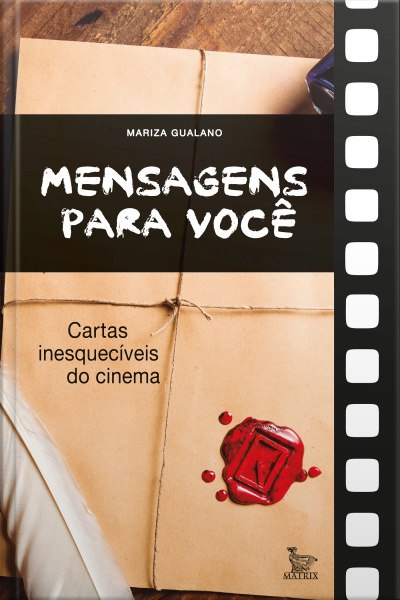 MARIZA GUALANO
MENSAGENS
PARA VOCÊ
Cartas
inesquecíveis
do cinema
MATRIX